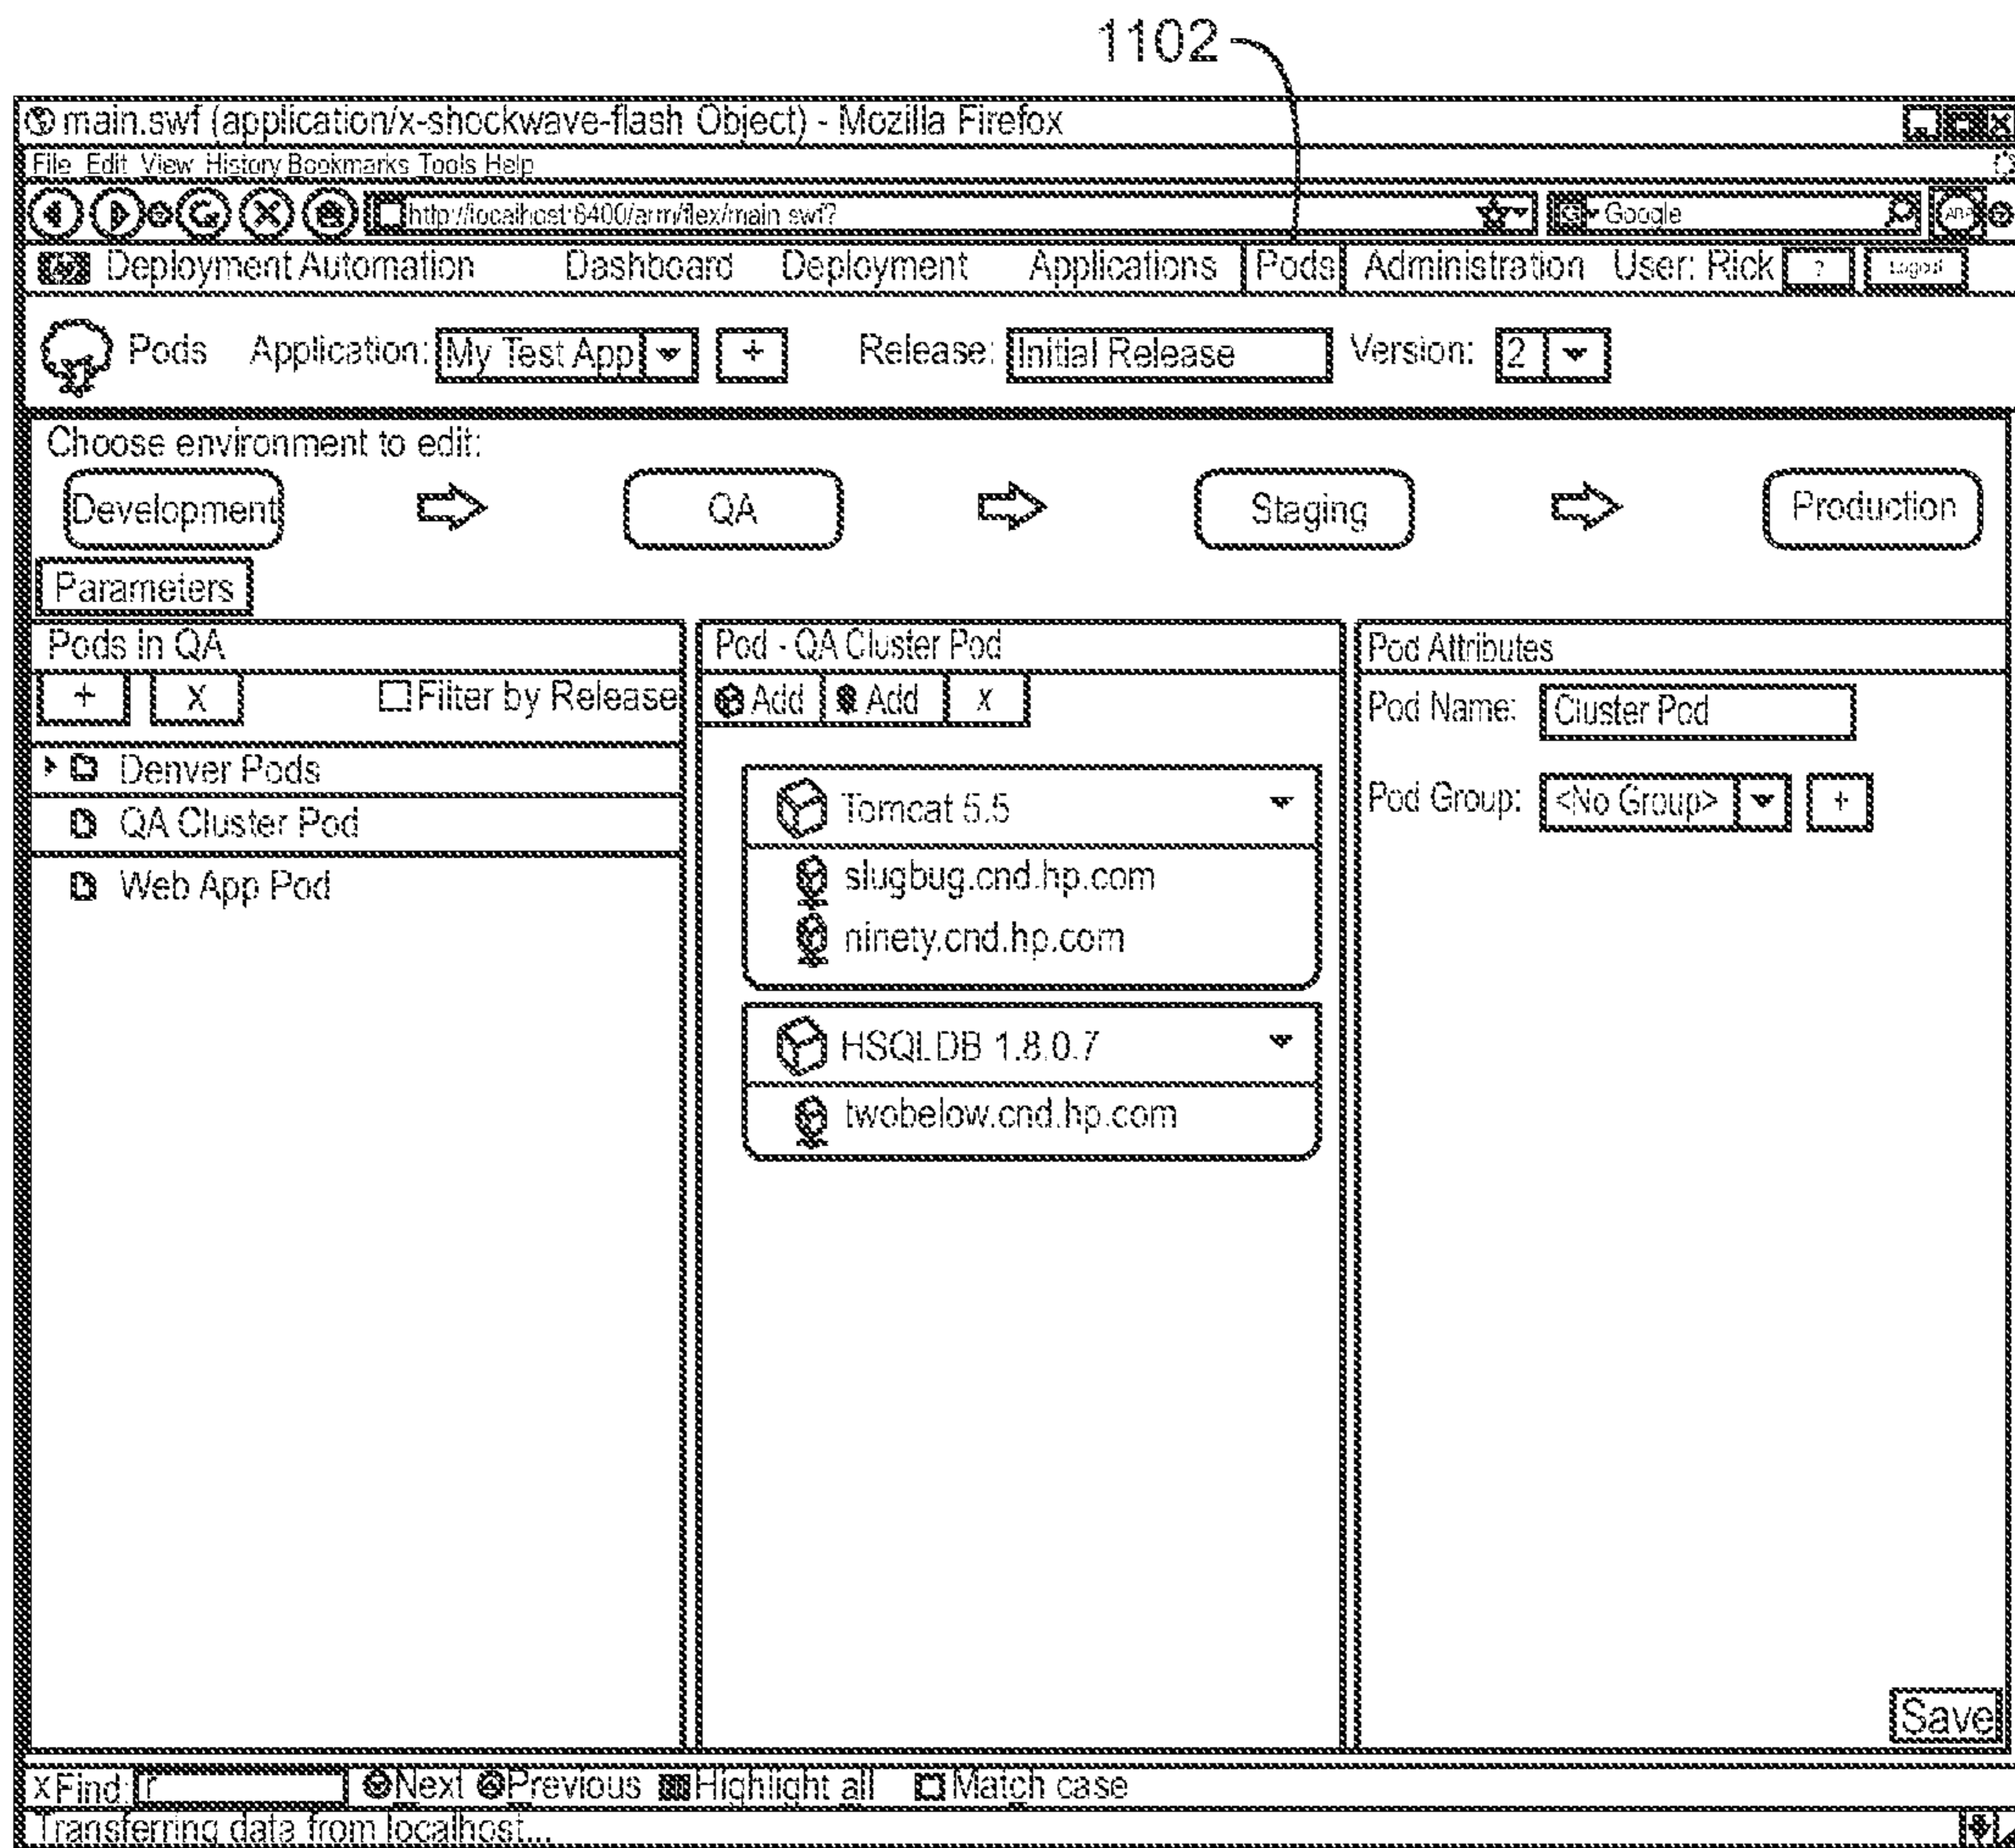 1102
main.swf (application/x-shockwave-flash Object) - Mozilla Firefox
File Edit View History Bookmarks Tools Help
http://localhost:8400/arm/flex/main.swf? G Google ABP
Deployment Automation Dashboard Deployment Applications Pods Administration User: Rick ? Logout
Pods Application: My Test App + Release: Initial Release Version: 2
Choose environment to edit:
Development QA Staging Production
Parameters
Pods in QA
+ X Filter by Release
Denver Pods
QA Cluster Pod
Web App Pod
Pod - QA Cluster Pod
Add Add x
Tomcat 5.5
slugbug.cnd.hp.com
ninety.cnd.hp.com
HSQLDB 1.8.0.7
twobelow.cnd.hp.com
Pod Attributes
Pod Name: Cluster Pod
Pod Group: <No Group> +
Save
x Find: r Next Previous Highlight all Match case
Transferring data from localhost...